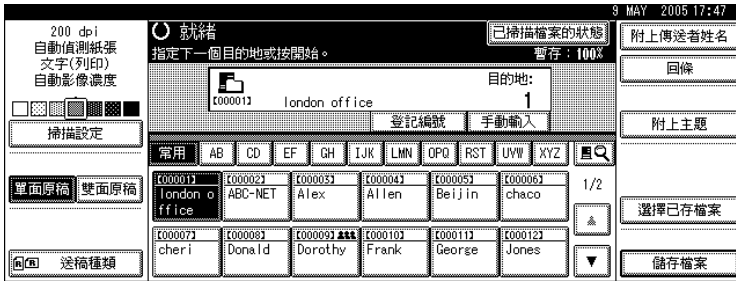 9 MAY 2005 17:47
200 dpi
自動偵測紙張
文字(列印)
自動影像濃度
掃描設定
單面原稿
雙面原稿
送稿種類
就緒
已掃描檔案的狀態
指定下一個目的地或按開始。
暫存：100%
目的地:
[00001]
london office
1
登記編號
手動輸入
常用 AB CD EF GH IJK LMN OPQ RST UVW XYZ
[00001] [00002] [00003] [00004] [00005] [00006]
london o ABC-NET Alex Allen Beijin chaco
ffice
1/2
[00007] [00008] [00009] [00010] [00011] [00012]
cheri Donald Dorothy Frank George Jones
附上傳送者姓名
回條
附上主題
選擇已存檔案
儲存檔案